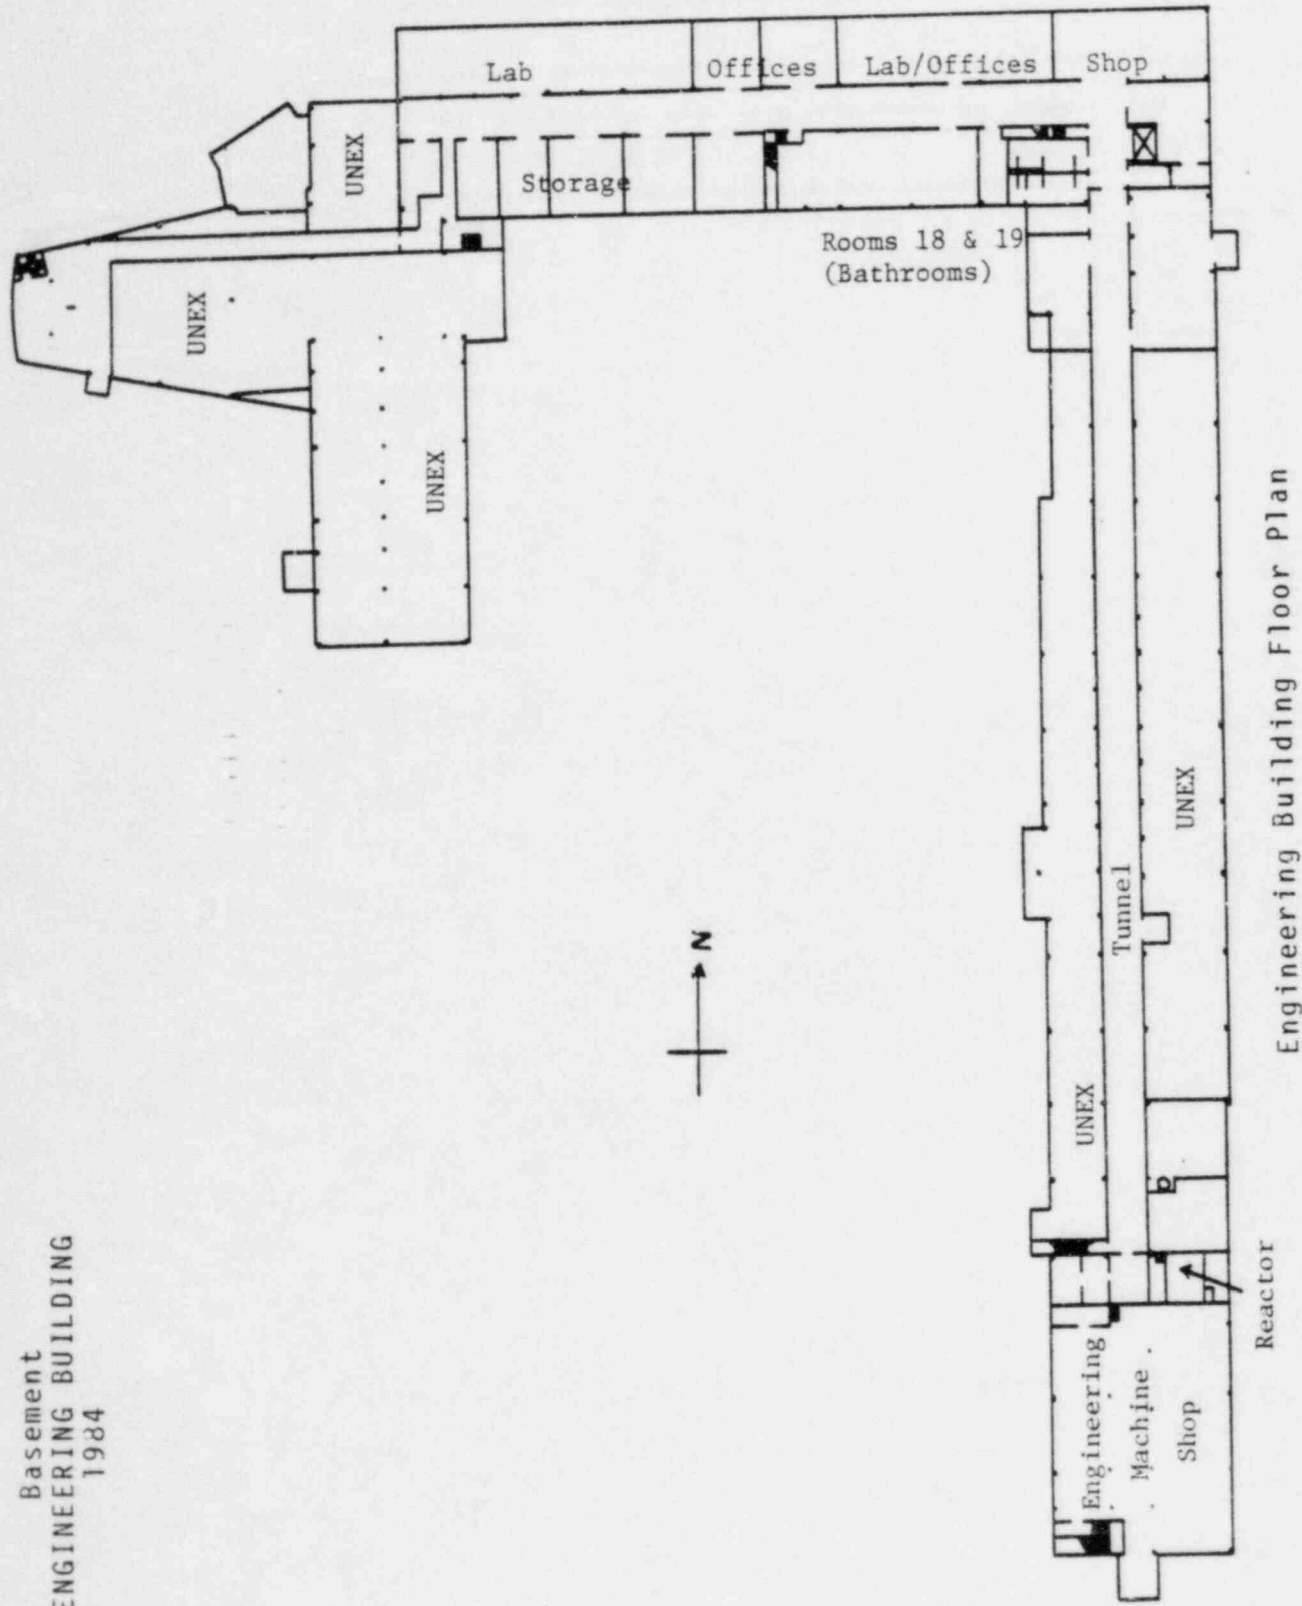 Basement
ENGINEERING BUILDING
1984
Lab
Offices
Lab/Offices
Shop
UNEX
Storage
Rooms 18 & 19
(Bathrooms)
UNEX
UNEX
N
Tunnel
UNEX
UNEX
Reactor
Engineering
Machine
Shop
Engineering Building Floor Plan